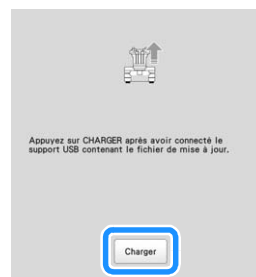 Appuyez sur CHARGER après avoir connecté le
support USB contenant le fichier de mise à jour.
Charger